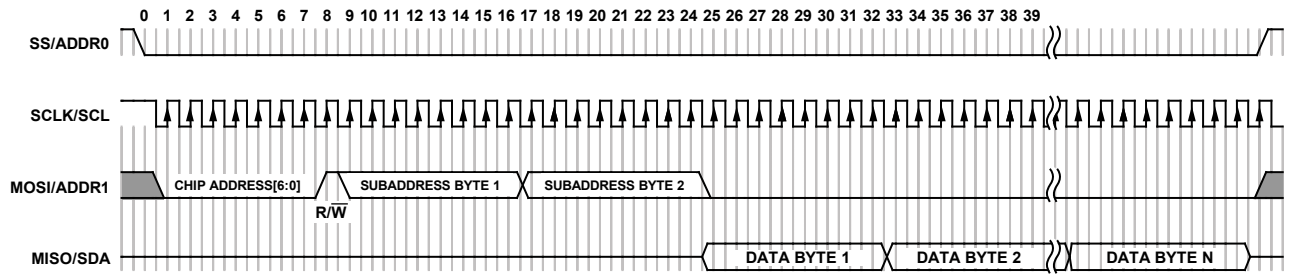 0 1 2 3 4 5 6 7 8 9 10 11 12 13 14 15 16 17 18 19 20 21 22 23 24 25 26 27 28 29 30 31 32 33 34 35 36 37 38 39
SS/ADDR0
SCLK/SCL
MOSI/ADDR1 CHIP ADDRESS[6:0] SUBADDRESS BYTE 1 SUBADDRESS BYTE 2
R/W̅
MISO/SDA DATA BYTE 1 DATA BYTE 2 DATA BYTE N